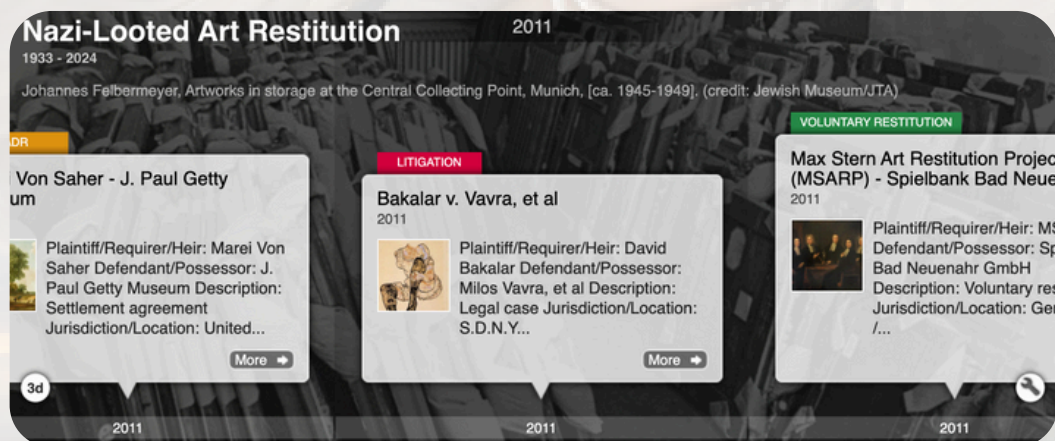 Nazi-Looted Art Restitution
2011
1933 - 2024
Johannes Felbermeyer, Artworks in storage at the Central Collecting Point, Munich, [ca. 1945-1949]. (credit: Jewish Museum/JTA)
ADR
Von Saher - J. Paul Getty
um
Plaintiff/Requirer/Heir: Marei Von
Saher Defendant/Possessor: J.
Paul Getty Museum Description:
Settlement agreement
Jurisdiction/Location: United...
More
LITIGATION
Bakalar v. Vavra, et al
2011
Plaintiff/Requirer/Heir: David
Bakalar Defendant/Possessor:
Milos Vavra, et al Description:
Legal case Jurisdiction/Location:
S.D.N.Y...
More
VOLUNTARY RESTITUTION
Max Stern Art Restitution Projec
(MSARP) - Spielbank Bad Neue
2011
Plaintiff/Requirer/Heir: MS
Defendant/Possessor: Sp
Bad Neuenahr GmbH
Description: Voluntary res
Jurisdiction/Location: Ger
/...
3d
2011
2011
2011